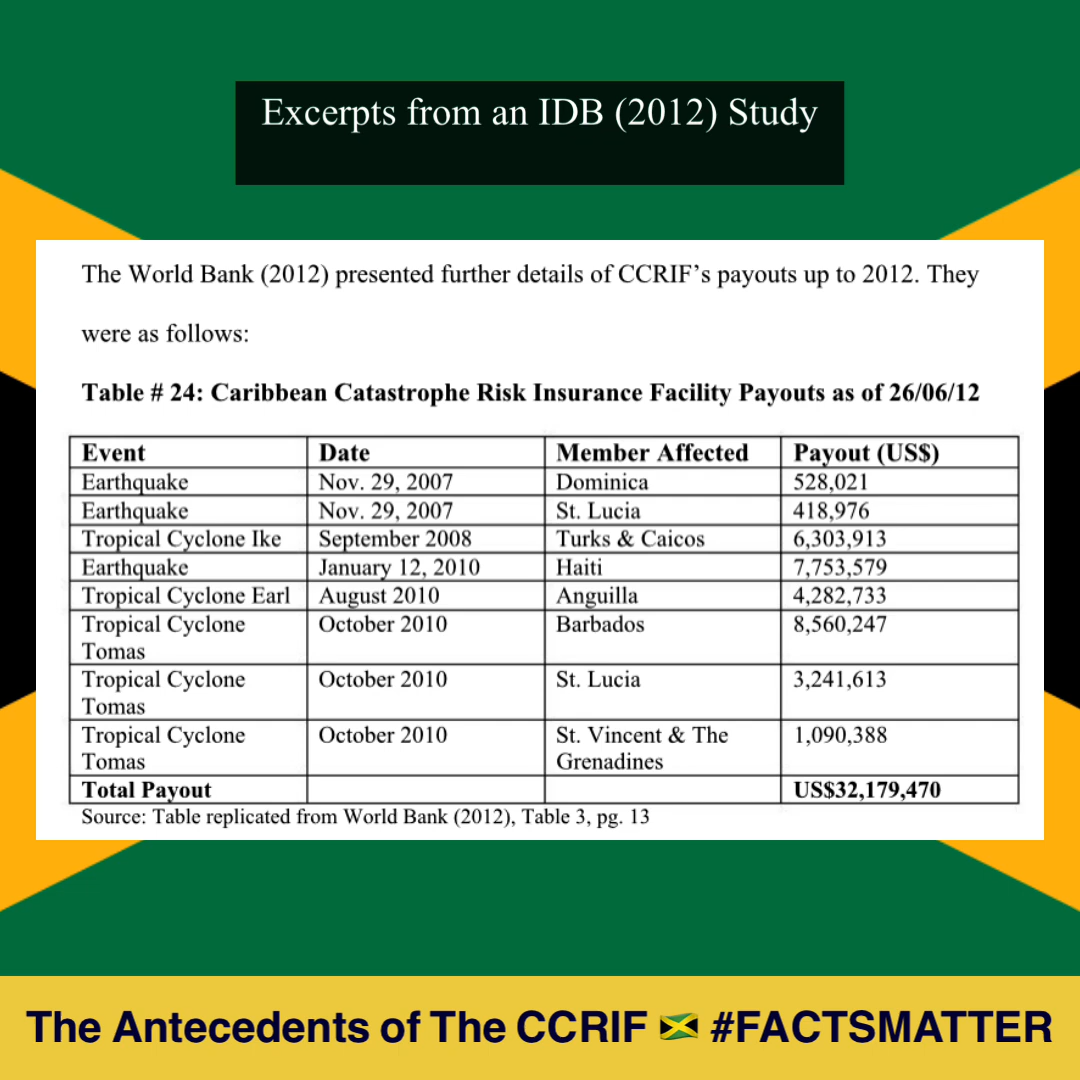 Excerpts from an IDB (2012) Study
The World Bank (2012) presented further details of CCRIF’s payouts up to 2012. They
were as follows:
Table # 24: Caribbean Catastrophe Risk Insurance Facility Payouts as of 26/06/12
Event Date Member Affected Payout (US$)
Earthquake Nov. 29, 2007 Dominica 528,021
Earthquake Nov. 29, 2007 St. Lucia 418,976
Tropical Cyclone Ike September 2008 Turks & Caicos 6,303,913
Earthquake January 12, 2010 Haiti 7,753,579
Tropical Cyclone Earl August 2010 Anguilla 4,282,733
Tropical Cyclone October 2010 Barbados 8,560,247
Tomas
Tropical Cyclone October 2010 St. Lucia 3,241,613
Tomas
Tropical Cyclone October 2010 St. Vincent & The 1,090,388
Tomas Grenadines
Total Payout US$32,179,470
Source: Table replicated from World Bank (2012), Table 3, pg. 13
The Antecedents of The CCRIF 🇯🇲 #FACTSMATTER